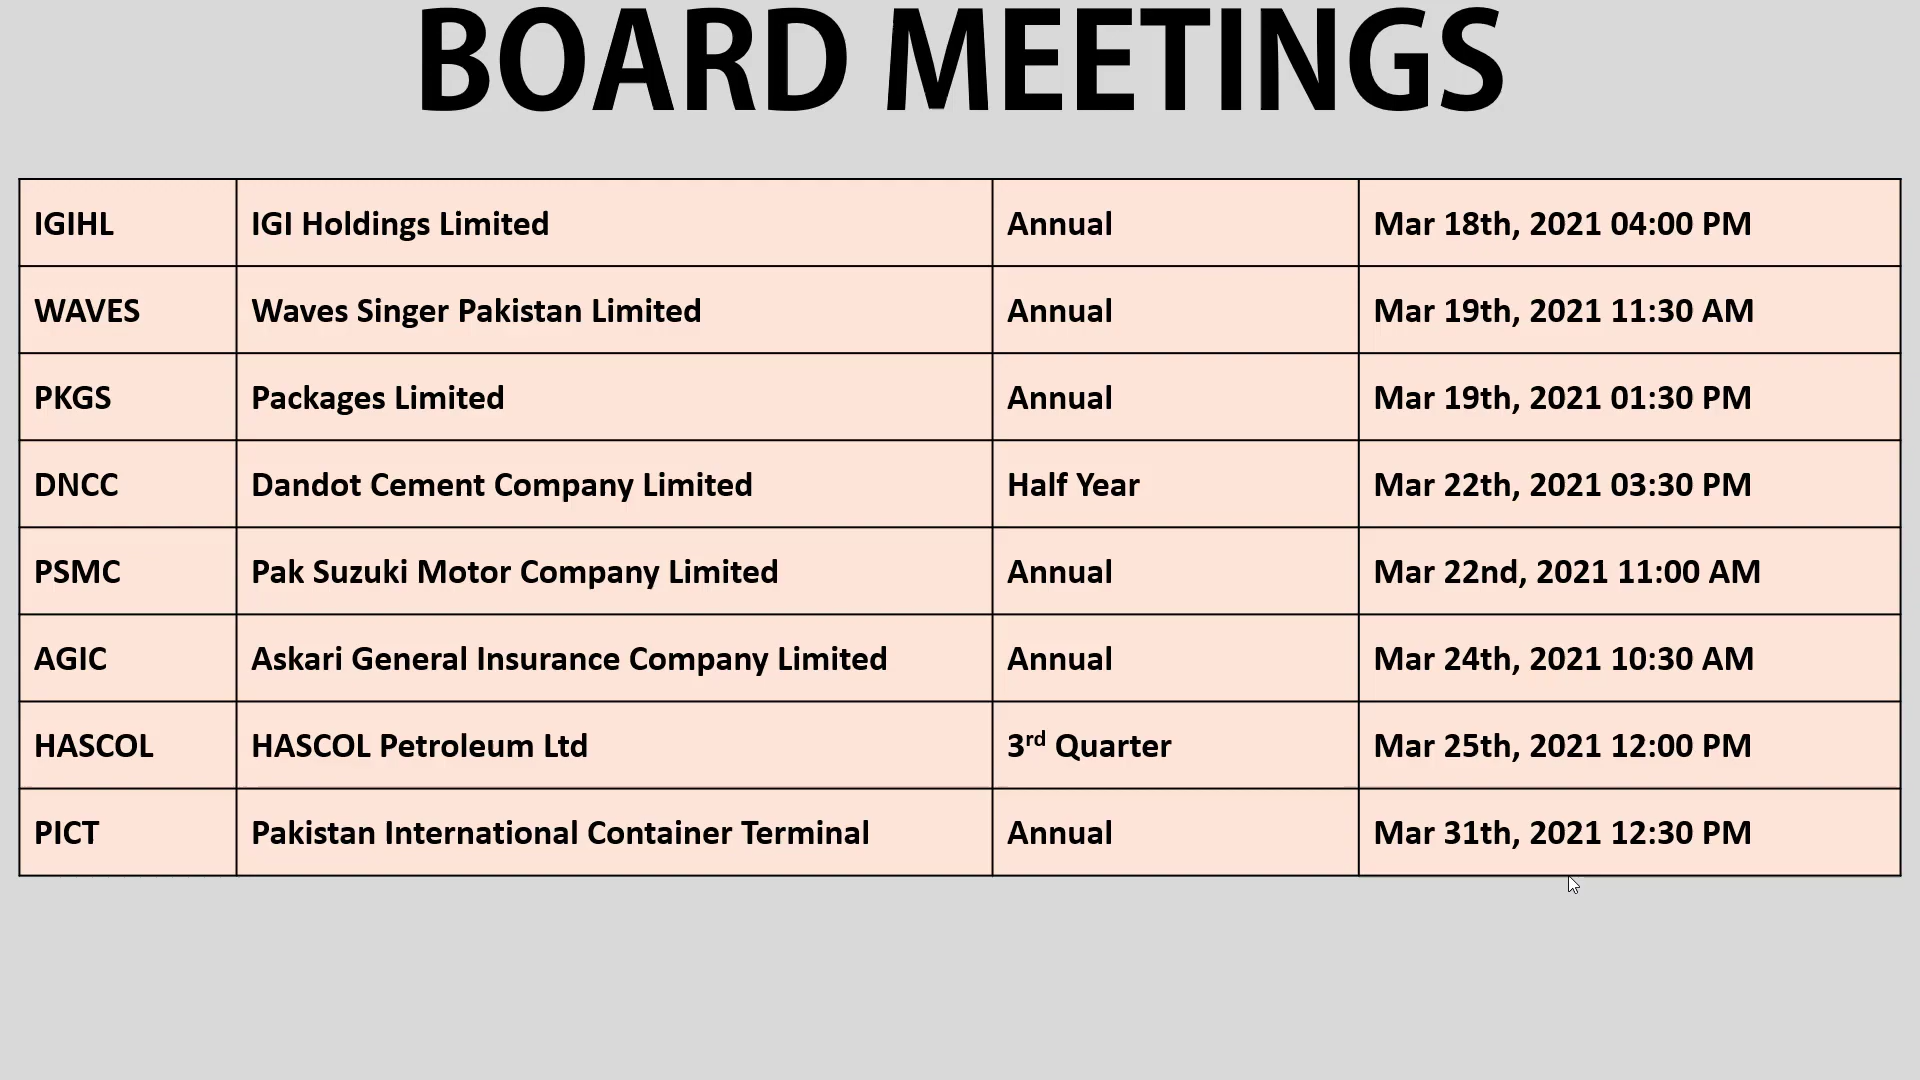 BOARD MEETINGS
IGIHL IGI Holdings Limited Annual Mar 18th, 2021 04:00 PM
WAVES Waves Singer Pakistan Limited Annual Mar 19th, 2021 11:30 AM
PKGS Packages Limited Annual Mar 19th, 2021 01:30 PM
DNCC Dandot Cement Company Limited Half Year Mar 22th, 2021 03:30 PM
PSMC Pak Suzuki Motor Company Limited Annual Mar 22nd, 2021 11:00 AM
AGIC Askari General Insurance Company Limited Annual Mar 24th, 2021 10:30 AM
HASCOL HASCOL Petroleum Ltd 3rd Quarter Mar 25th, 2021 12:00 PM
PICT Pakistan International Container Terminal Annual Mar 31th, 2021 12:30 PM